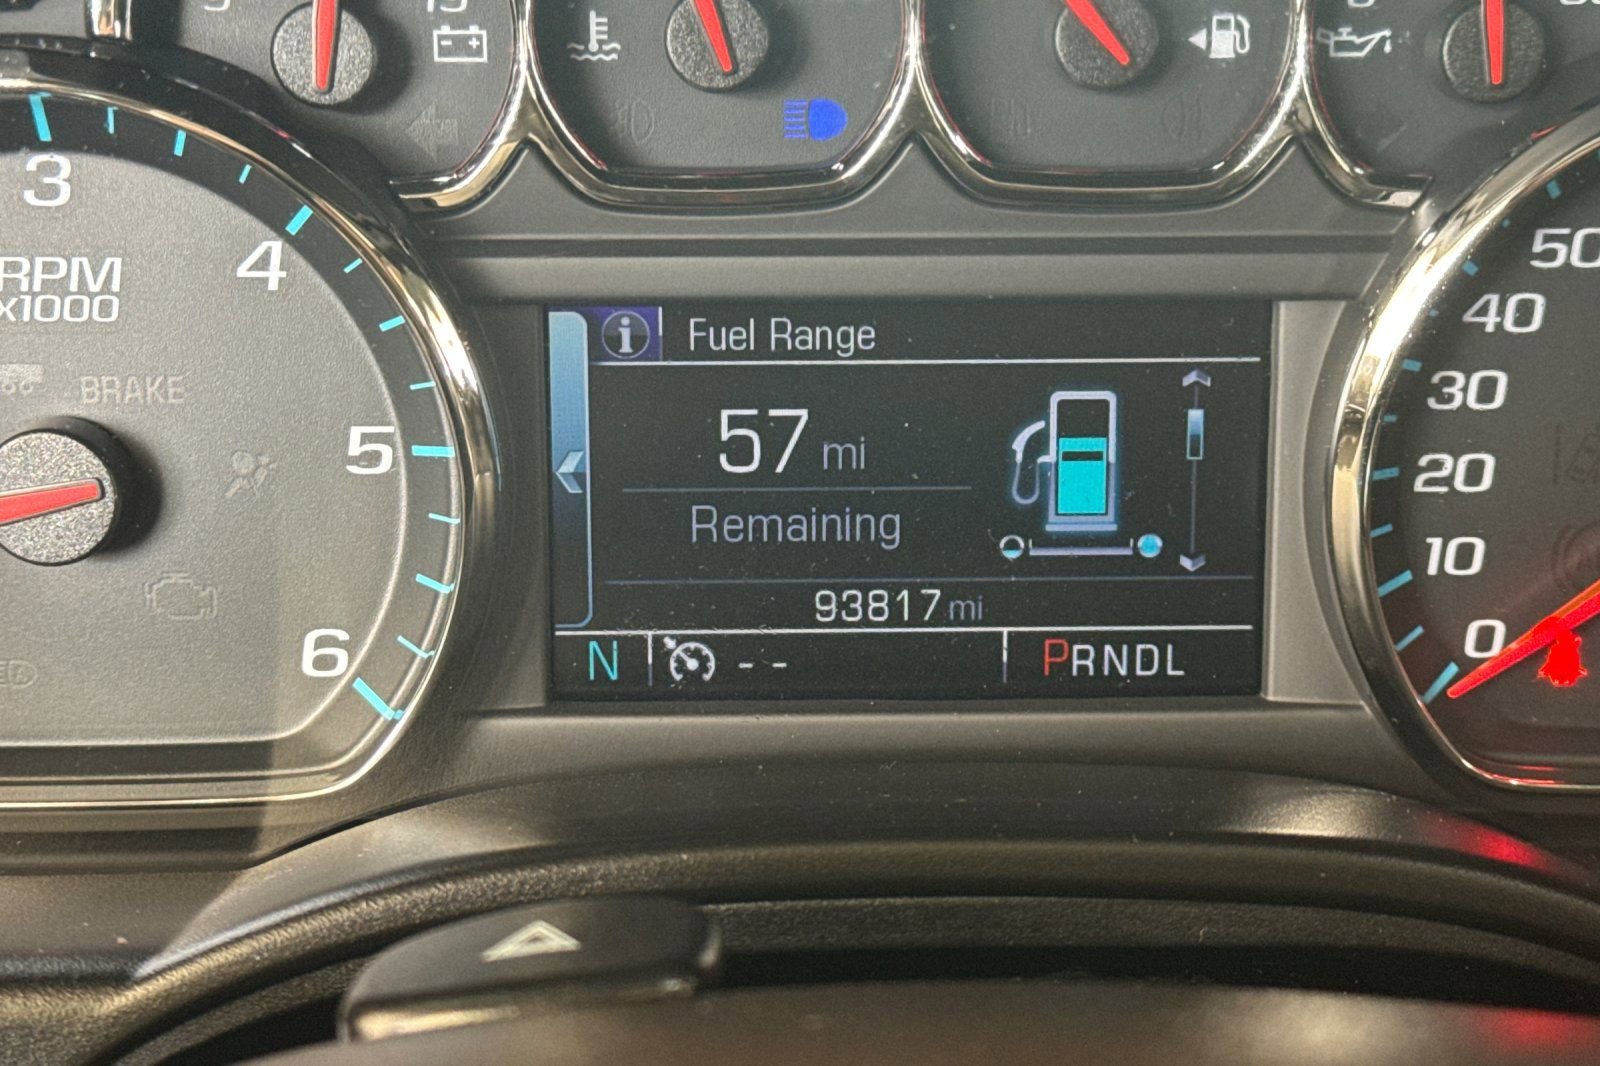 3
4
5
6
RPM
x1000
BRAKE
Fuel Range
57 mi
Remaining
93817 mi
N
- -
PRNDL
50
40
30
20
10
0